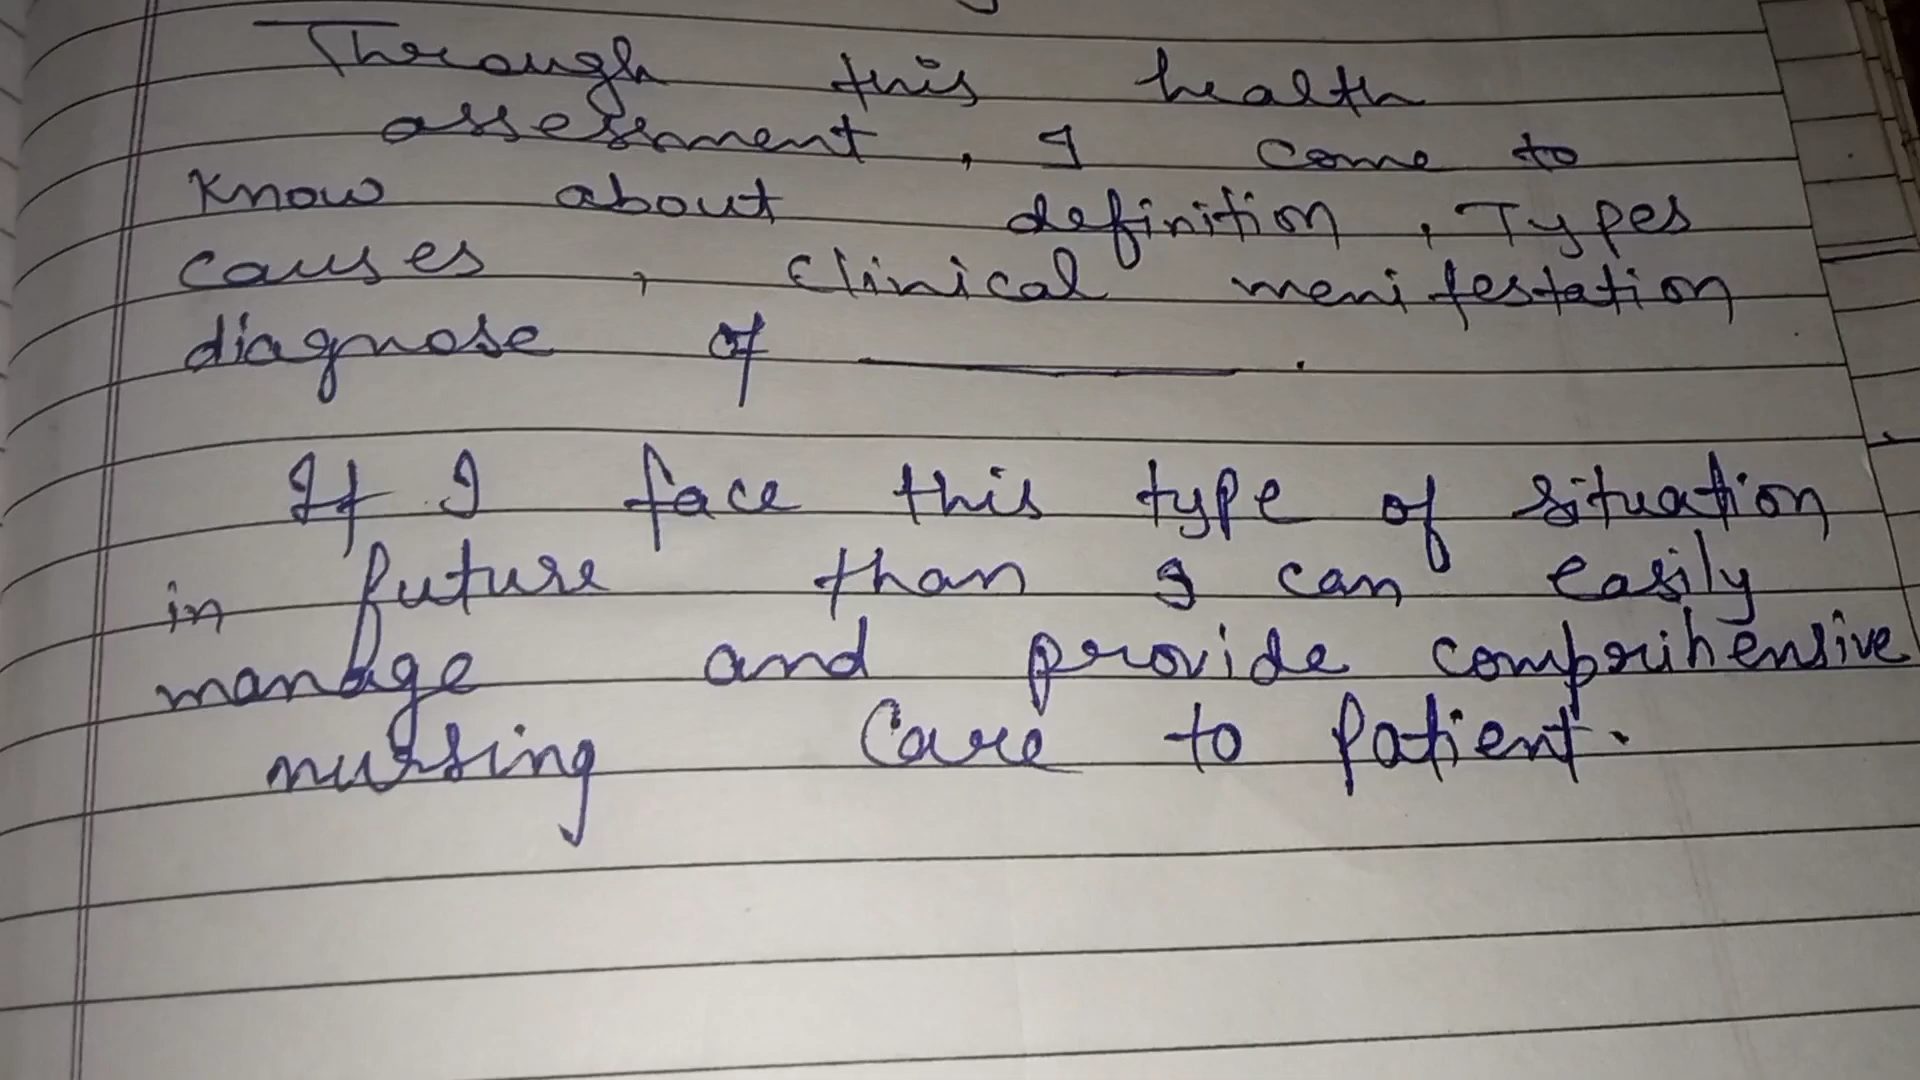 Through this health
assessment, I come to
Know about definition, Types
causes, clinical menifestation
diagnose of ________.
If I face this type of situation
in future than I can easily
manage and provide comprihensive
nursing Care to Patient.